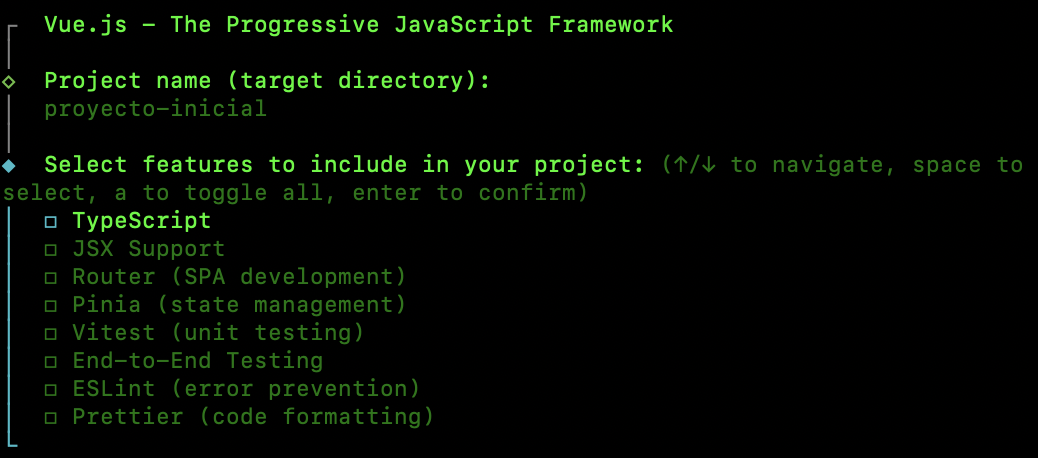 Vue.js – The Progressive JavaScript Framework
Project name (target directory):
proyecto-inicial
Select features to include in your project: (↑/↓ to navigate, space to
select, a to toggle all, enter to confirm)
◻ TypeScript
◻ JSX Support
◻ Router (SPA development)
◻ Pinia (state management)
◻ Vitest (unit testing)
◻ End-to-End Testing
◻ ESLint (error prevention)
◻ Prettier (code formatting)